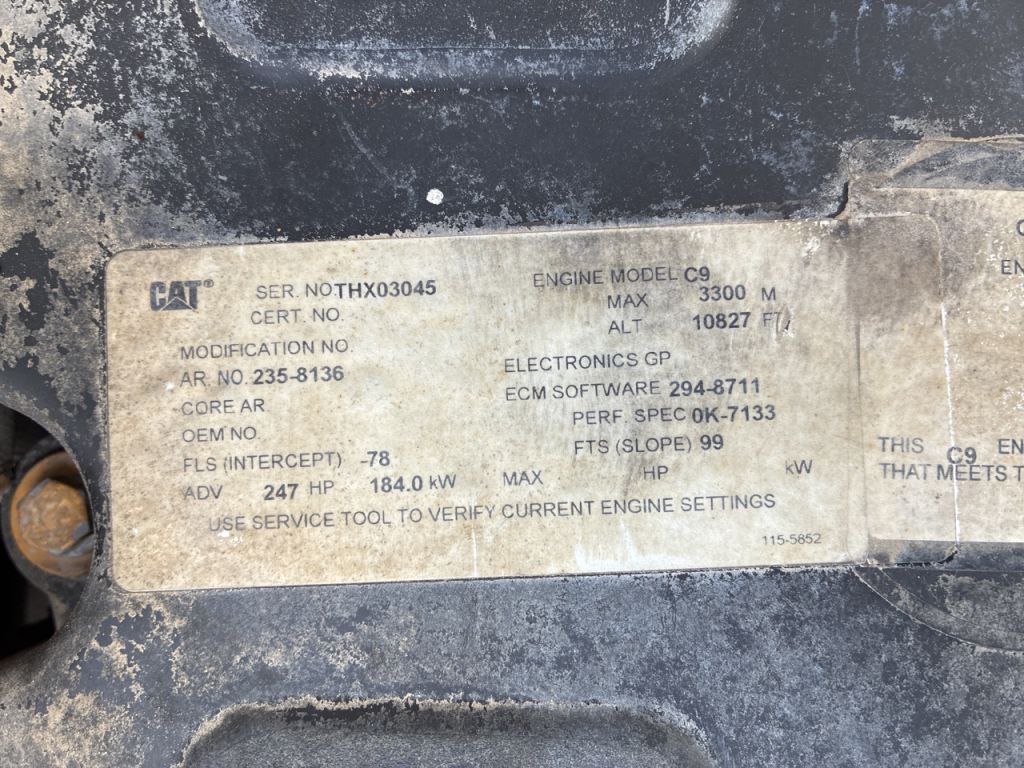 CAT®
SER. NO. THX03045
CERT. NO.
MODIFICATION NO.
AR. NO. 235-8136
CORE AR
OEM NO.
FLS (INTERCEPT) -78
ADV 247 HP 184.0 kW MAX HP kW
USE SERVICE TOOL TO VERIFY CURRENT ENGINE SETTINGS
ENGINE MODEL C9
MAX 3300 M
ALT 10827
ELECTRONICS GP
ECM SOFTWARE 294-8711
PERF. SPEC 0K-7133
FTS (SLOPE) 99
115-5852
THIS C9
THAT MEETS